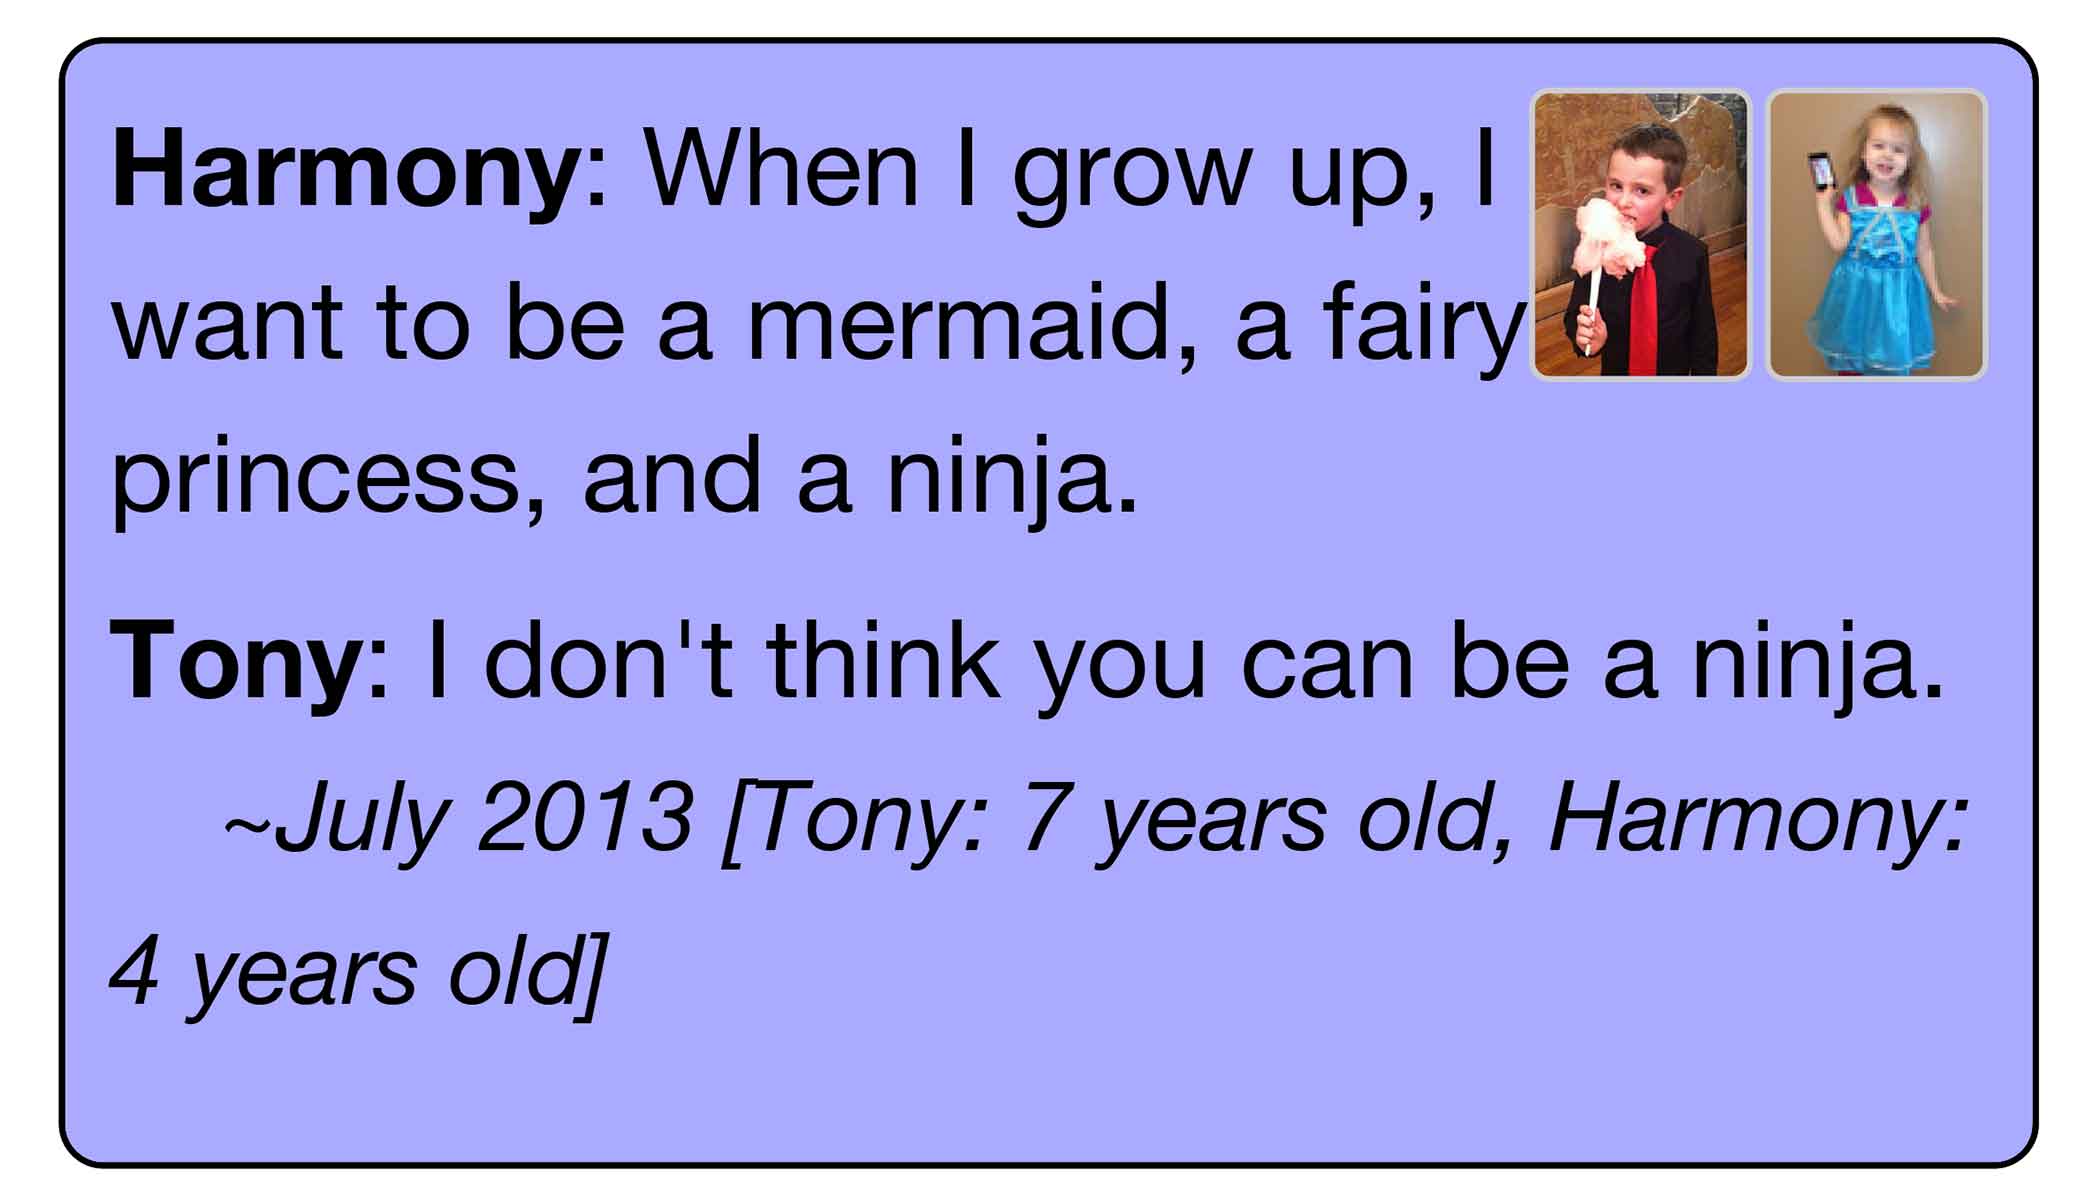 Harmony: When I grow up, I
want to be a mermaid, a fairy
princess, and a ninja.
Tony: I don't think you can be a ninja.
~July 2013 [Tony: 7 years old, Harmony:
4 years old]